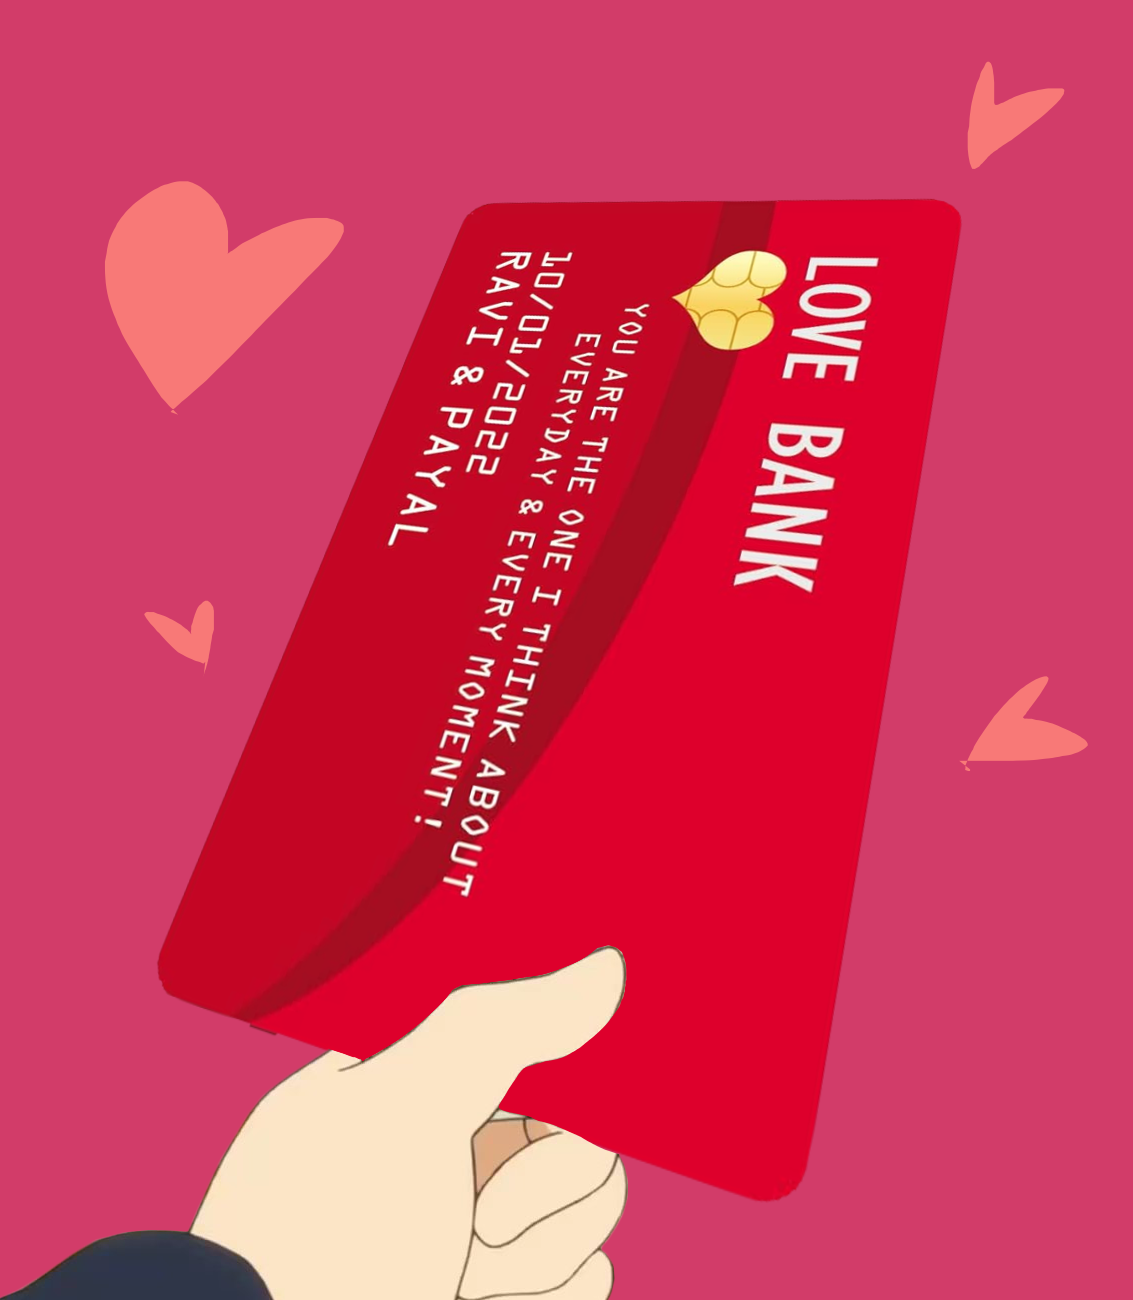 LOVE BANK
YOU ARE THE ONE I THINK ABOUT
EVERYDAY & EVERY MOMENT!
10/01/2022
RAVI & PAYAL